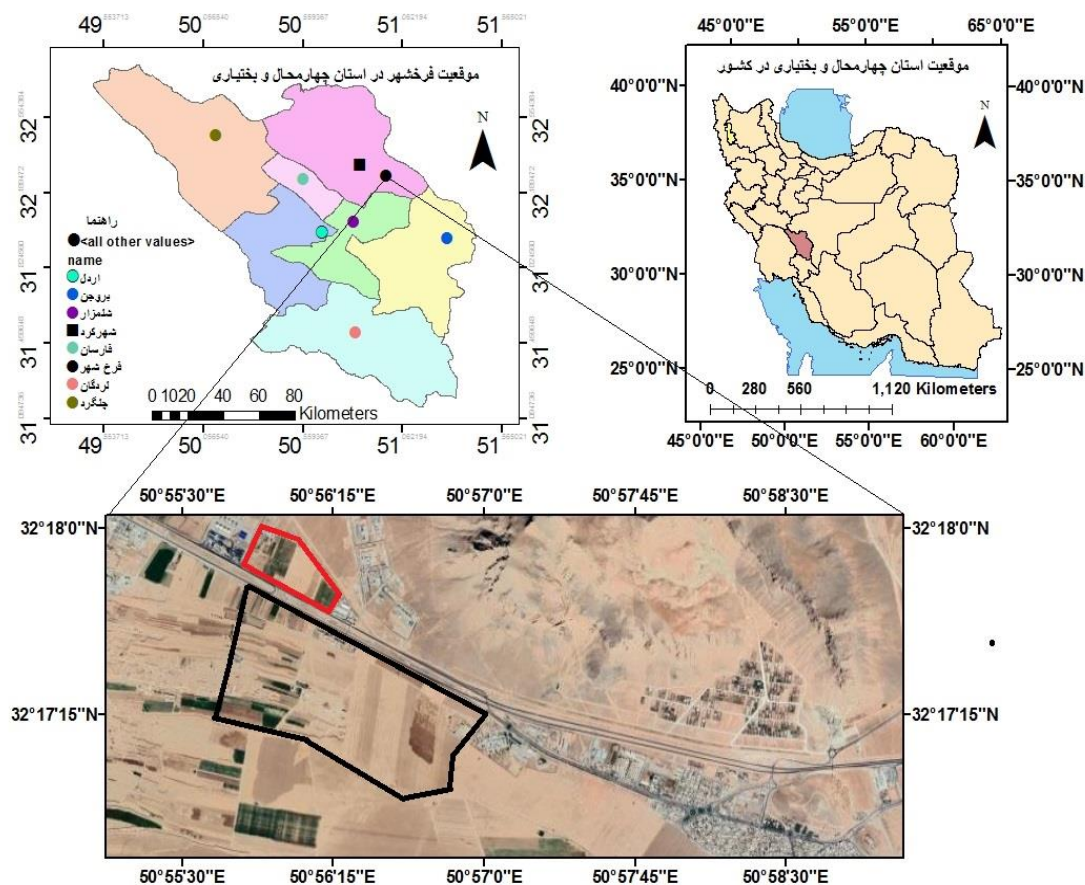 49 50 50 51 51
موقعیت فرخشهر در استان چهارمحال و بختیاری
N
32
32
31
31
31
32
32
31
31
31
راهنما
<all other values>
name
اردل
بروجن
شلمزار
شهرکرد
فارسان
فرخ شهر
لردگان
چلگرد
0 1020 40 60 80
Kilometers
49 50 50 51 51
45°0'0"E 55°0'0"E 65°0'0"E
موقعیت استان چهارمحال و بختیاری در کشور
N
40°0'0"N 40°0'0"N
35°0'0"N 35°0'0"N
30°0'0"N 30°0'0"N
25°0'0"N 25°0'0"N
0 280 560 1,120 Kilometers
45°0'0"E 50°0'0"E 55°0'0"E 60°0'0"E
50°55'30"E 50°56'15"E 50°57'0"E 50°57'45"E 50°58'30"E
32°18'0"N 32°18'0"N
32°17'15"N 32°17'15"N
50°55'30"E 50°56'15"E 50°57'0"E 50°57'45"E 50°58'30"E